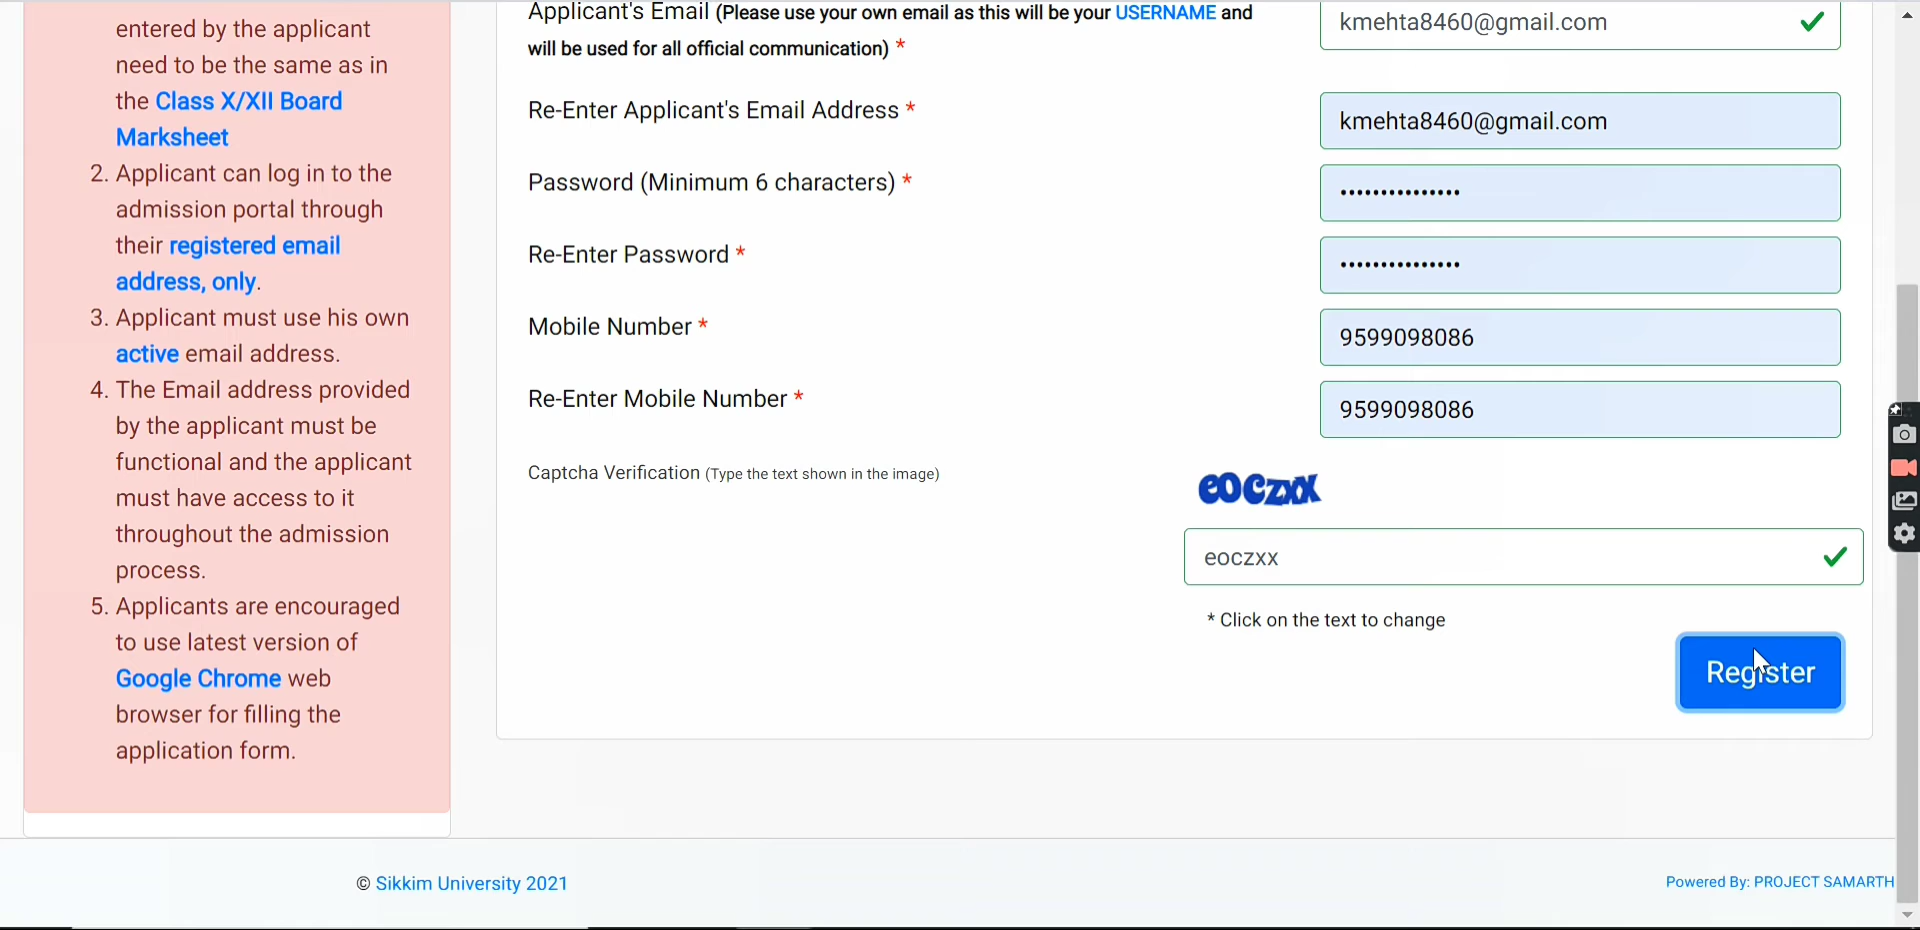 entered by the applicant
need to be the same as in
the Class X/XII Board
Marksheet
2. Applicant can log in to the
admission portal through
their registered email
address, only.
3. Applicant must use his own
active email address.
4. The Email address provided
by the applicant must be
functional and the applicant
must have access to it
throughout the admission
process.
5. Applicants are encouraged
to use latest version of
Google Chrome web
browser for filling the
application form.
Applicant's Email (Please use your own email as this will be your USERNAME and
will be used for all official communication) *
kmehta8460@gmail.com
Re-Enter Applicant's Email Address *
kmehta8460@gmail.com
Password (Minimum 6 characters) *
•••••••••••••••
Re-Enter Password *
•••••••••••••••
Mobile Number *
9599098086
Re-Enter Mobile Number *
9599098086
Captcha Verification (Type the text shown in the image)
eoczxx
eoczxx
* Click on the text to change
Register
© Sikkim University 2021
Powered By: PROJECT SAMARTH